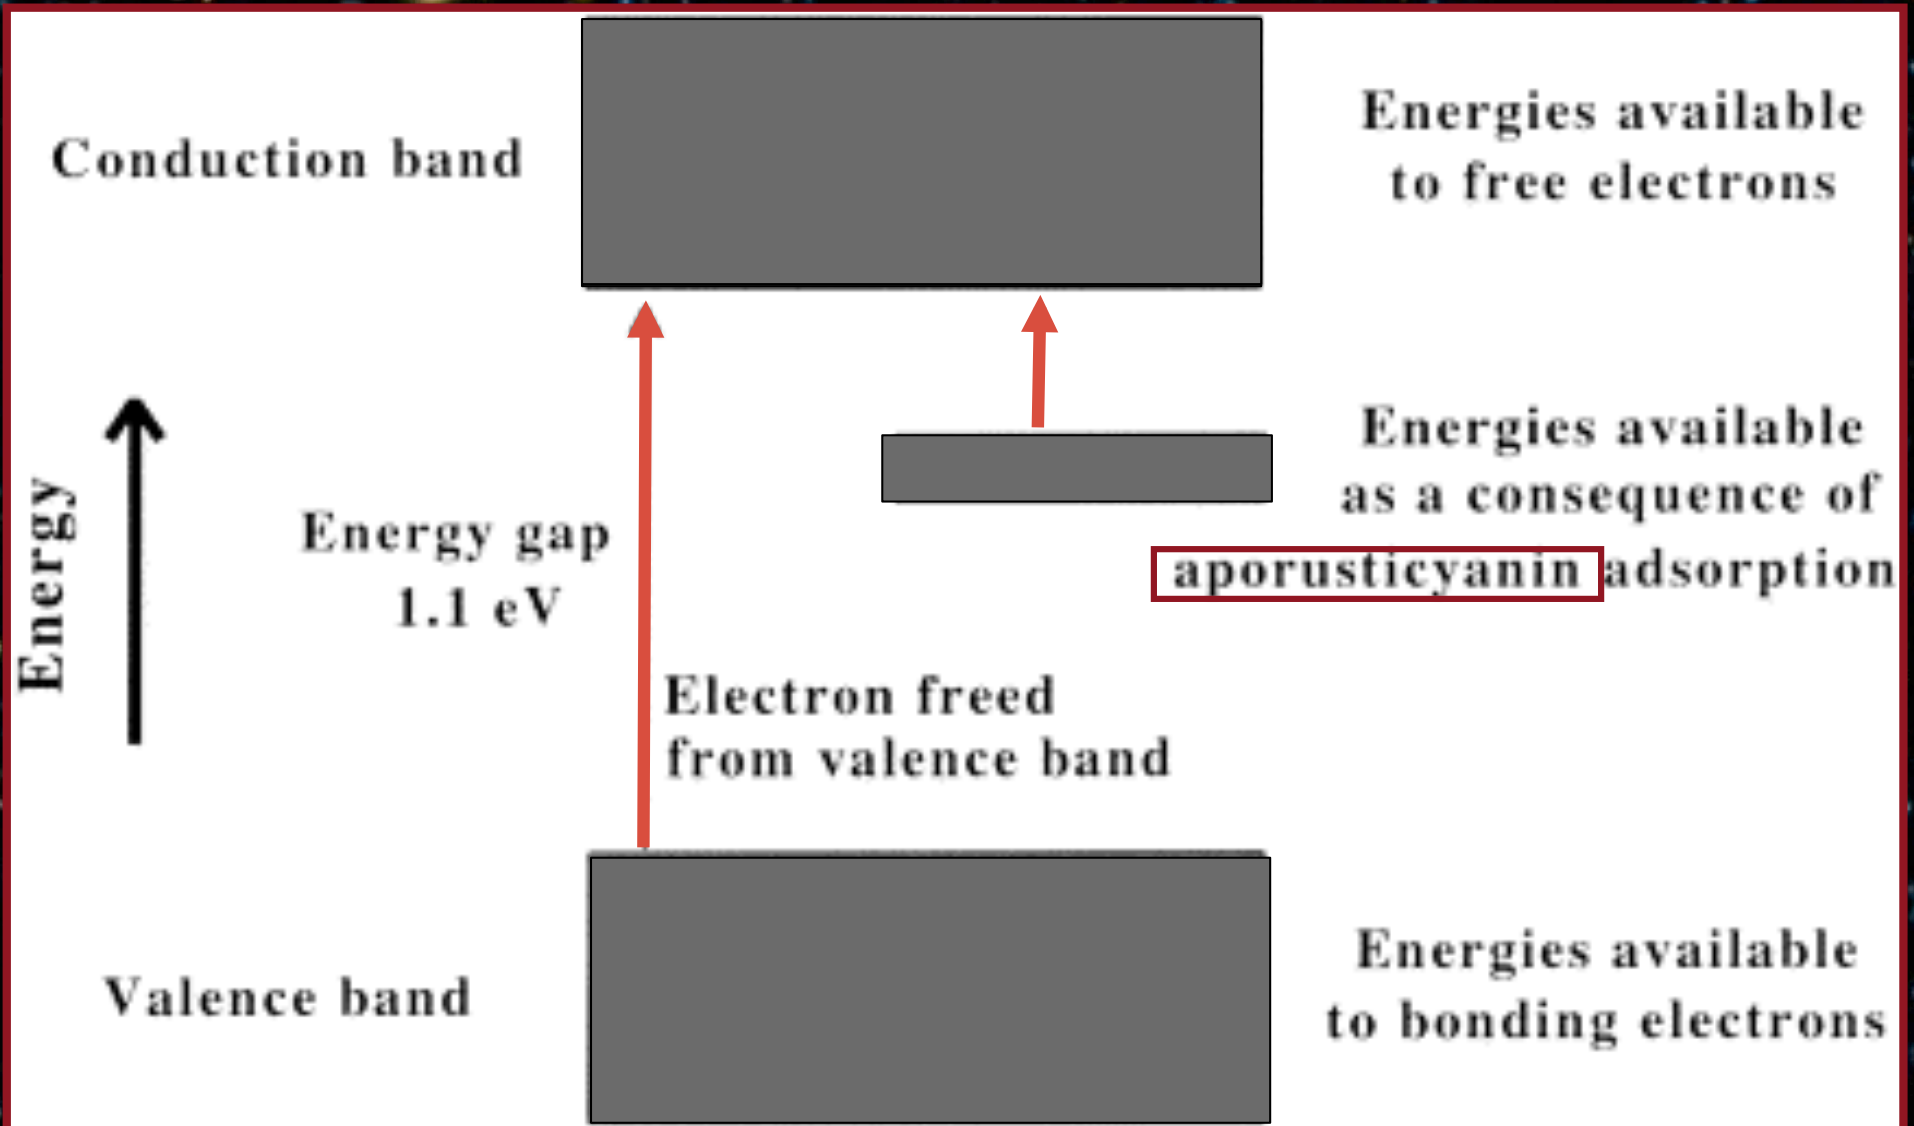 Conduction band
Energies available
to free electrons
Energy
Energy gap
1.1 eV
Energies available
as a consequence of
aporusticyanin adsorption
Electron freed
from valence band
Valence band
Energies available
to bonding electrons